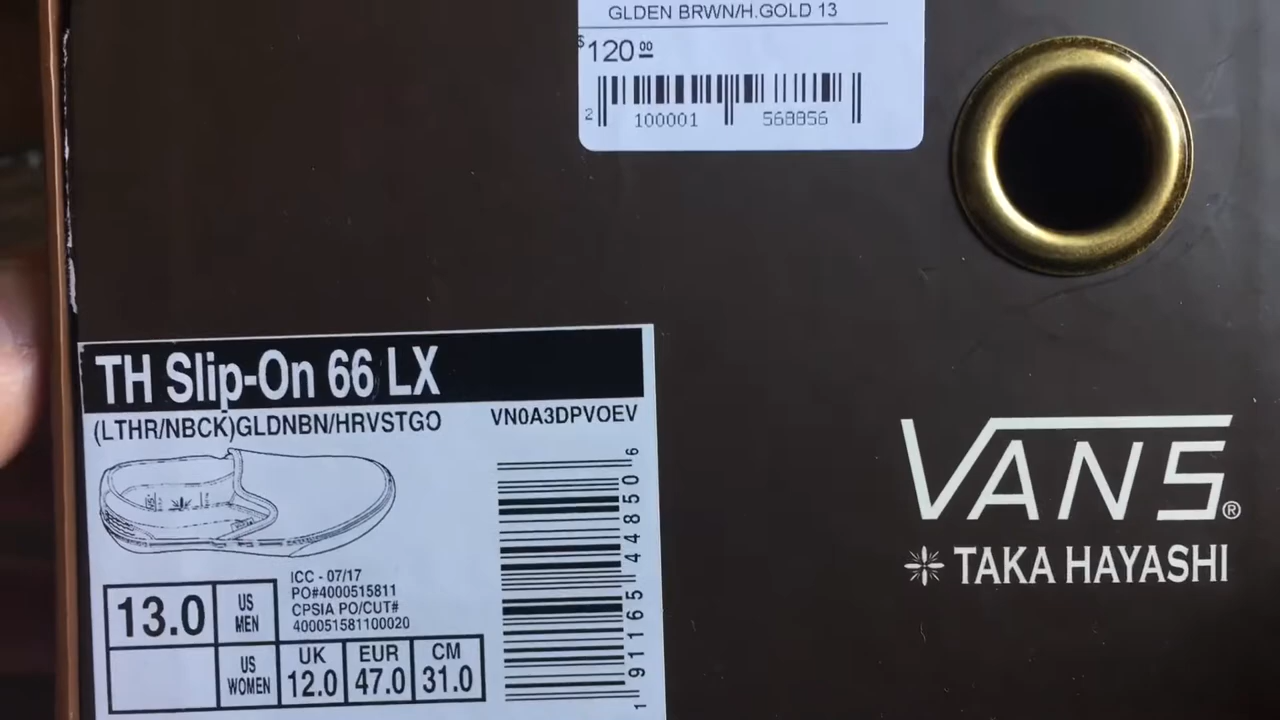 GLDEN BRWN/H.GOLD 13
$120.00
2 100001 568856
TH Slip-On 66 LX
(LTHR/NBCK)GLDNBN/HRVSTGO
VN0A3DPVOEV
ICC - 07/17
PO#4000515811
CPSIA PO/CUT#
400051581100020
13.0 US MEN
US WOMEN
UK 12.0
EUR 47.0
CM 31.0
1 91165 44850 6
VANS®
TAKA HAYASHI